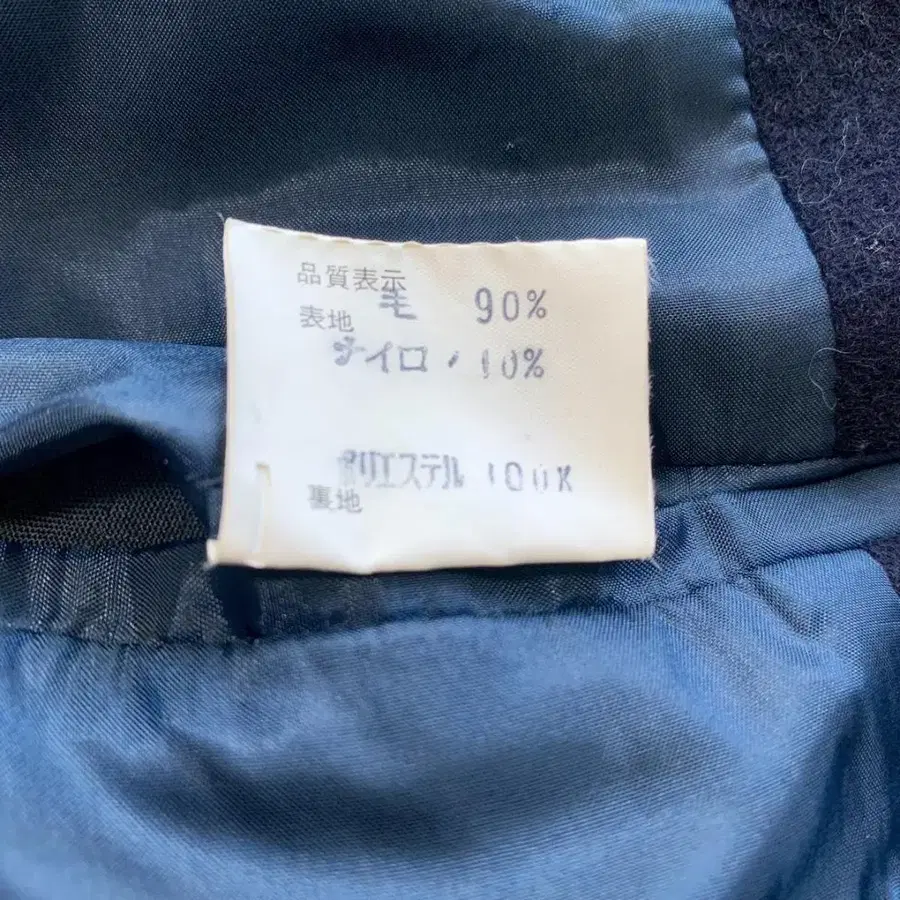 品質表示
表地 毛 90%
ナイロン 10%
ポリエステル 100%
裏地